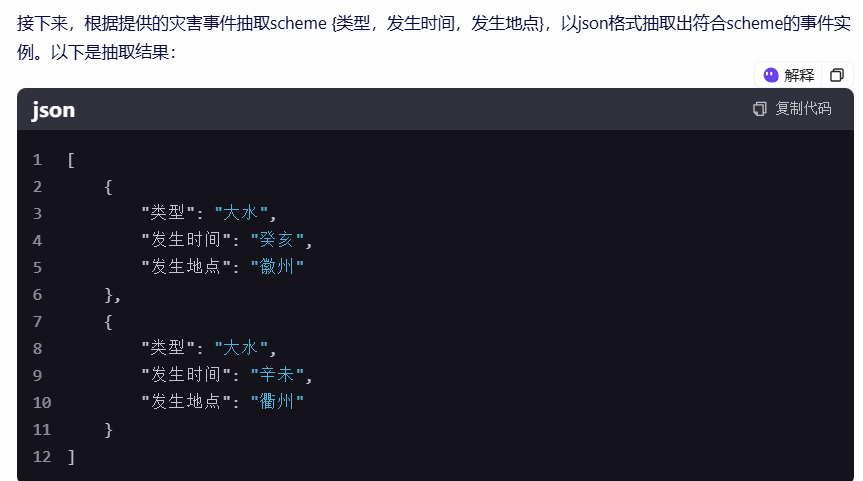 接下来，根据提供的灾害事件抽取scheme {类型，发生时间，发生地点}，以json格式抽取出符合scheme的事件实
例。以下是抽取结果：
解释
json
复制代码
1 [
2 {
3 "类型": "大水",
4 "发生时间": "癸亥",
5 "发生地点": "徽州"
6 },
7 {
8 "类型": "大水",
9 "发生时间": "辛未",
10 "发生地点": "衢州"
11 }
12 ]